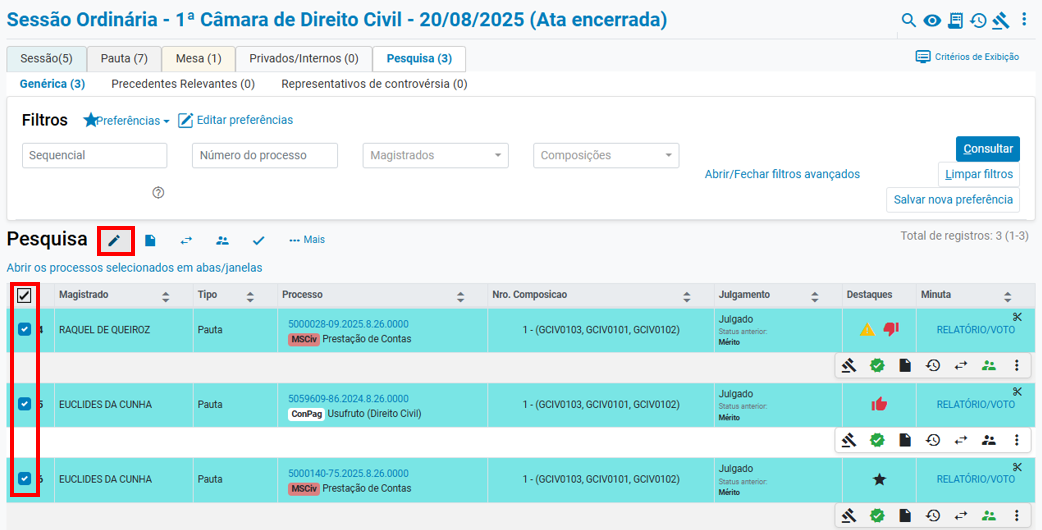 Sessão Ordinária - 1ª Câmara de Direito Civil - 20/08/2025 (Ata encerrada)
Sessão(5) Pauta (7) Mesa (1) Privados/Internos (0) Pesquisa (3) Critérios de Exibição
Genérica (3) Precedentes Relevantes (0) Representativos de controvérsia (0)
Filtros Preferências Editar preferências
Sequencial Número do processo Magistrados Composições Consultar
Abrir/Fechar filtros avançados Limpar filtros
Salvar nova preferência
Pesquisa ••• Mais Total de registros: 3 (1-3)
Abrir os processos selecionados em abas/janelas
Magistrado Tipo Processo Nro. Composicao Julgamento Destaques Minuta
4 RAQUEL DE QUEIROZ Pauta 5000028-09.2025.8.26.0000 1 - (GCIV0103, GCIV0101, GCIV0102) Julgado RELATÓRIO/VOTO
MSCiv Prestação de Contas Status anterior:
Mérito
5 EUCLIDES DA CUNHA Pauta 5059609-86.2024.8.26.0000 1 - (GCIV0103, GCIV0101, GCIV0102) Julgado RELATÓRIO/VOTO
ConPag Usufruto (Direito Civil) Status anterior:
Mérito
6 EUCLIDES DA CUNHA Pauta 5000140-75.2025.8.26.0000 1 - (GCIV0103, GCIV0101, GCIV0102) Julgado RELATÓRIO/VOTO
MSCiv Prestação de Contas Status anterior:
Mérito